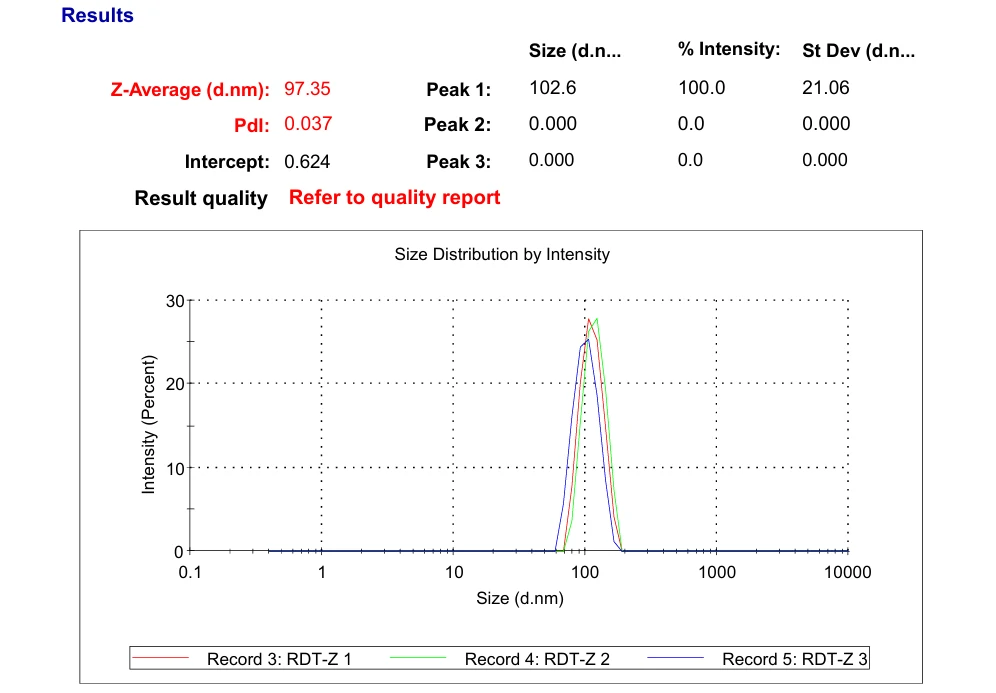 Results
Size (d.n... % Intensity: St Dev (d.n...
Z-Average (d.nm): 97.35 Peak 1: 102.6 100.0 21.06
PdI: 0.037 Peak 2: 0.000 0.0 0.000
Intercept: 0.624 Peak 3: 0.000 0.0 0.000
Result quality Refer to quality report
Size Distribution by Intensity
30
20
10
0
Intensity (Percent)
0.1 1 10 100 1000 10000
Size (d.nm)
Record 3: RDT-Z 1 Record 4: RDT-Z 2 Record 5: RDT-Z 3